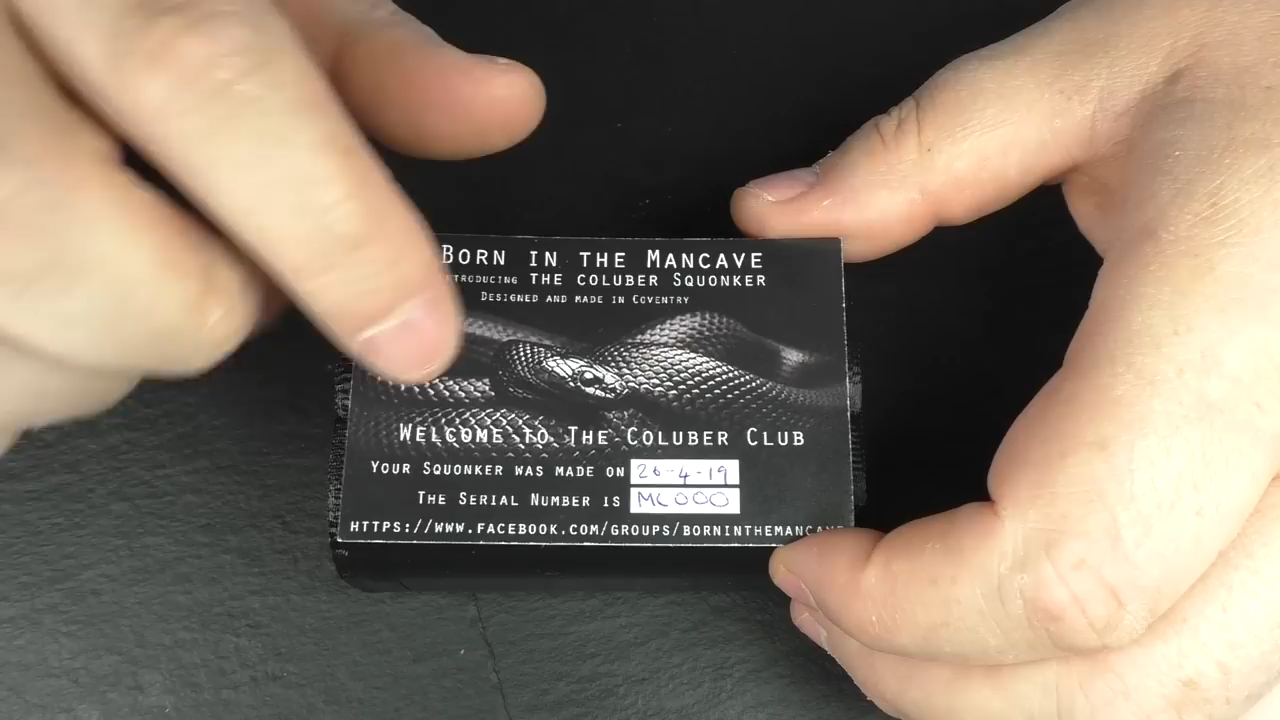 BORN IN THE MANCAVE
THE COLUBER SQUONKER
DESIGNED AND MADE IN COVENTRY
WELCOME TO THE COLUBER CLUB
YOUR SQUONKER WAS MADE ON 26-4-19
THE SERIAL NUMBER IS MC000
HTTPS://WWW.FACEBOOK.COM/GROUPS/BORNINTHEMANCAVE